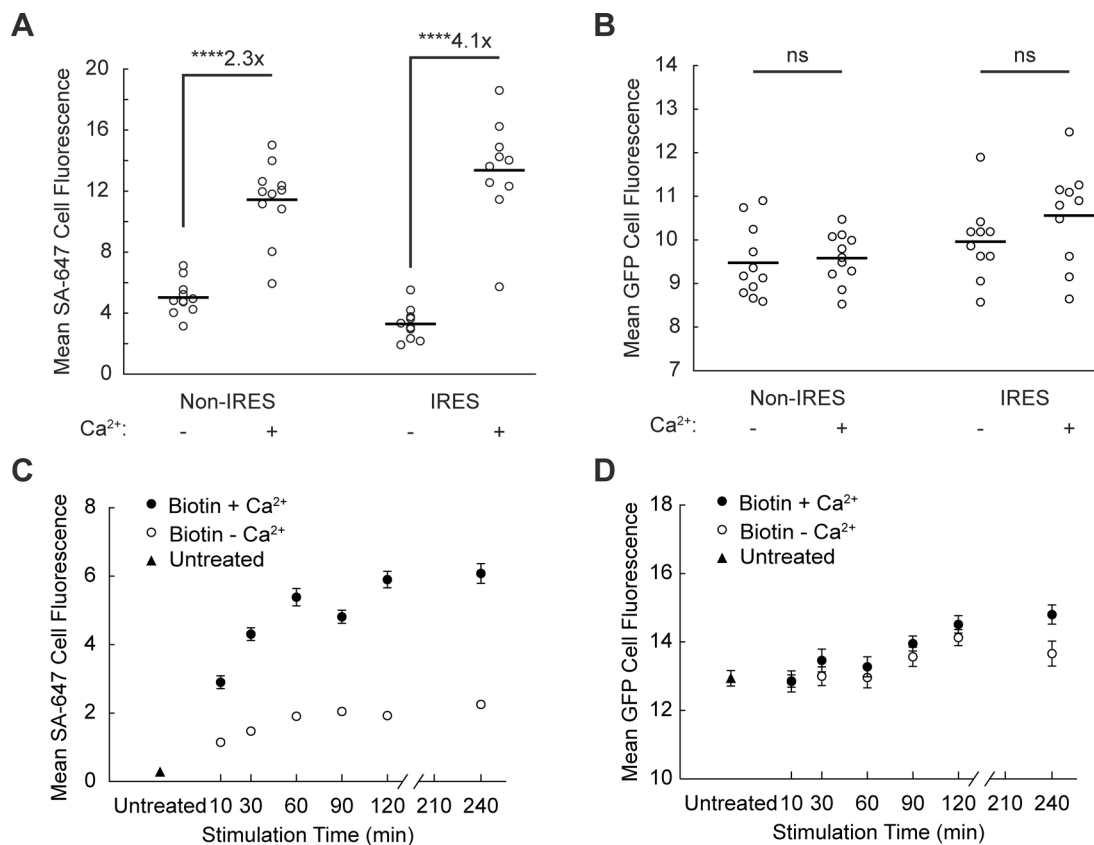 A
****2.3x
****4.1x
Mean SA-647 Cell Fluorescence
20
16
12
8
4
0
Non-IRES
IRES
Ca²⁺:
-
+
-
+
B
ns
ns
Mean GFP Cell Fluorescence
14
13
12
11
10
9
8
7
Non-IRES
IRES
Ca²⁺:
-
+
-
+
C
Biotin + Ca²⁺
Biotin - Ca²⁺
Untreated
Mean SA-647 Cell Fluorescence
8
6
4
2
0
Untreated 10 30 60 90 120 210 240
Stimulation Time (min)
D
Biotin + Ca²⁺
Biotin - Ca²⁺
Untreated
Mean GFP Cell Fluorescence
18
16
14
12
10
Untreated 10 30 60 90 120 210 240
Stimulation Time (min)